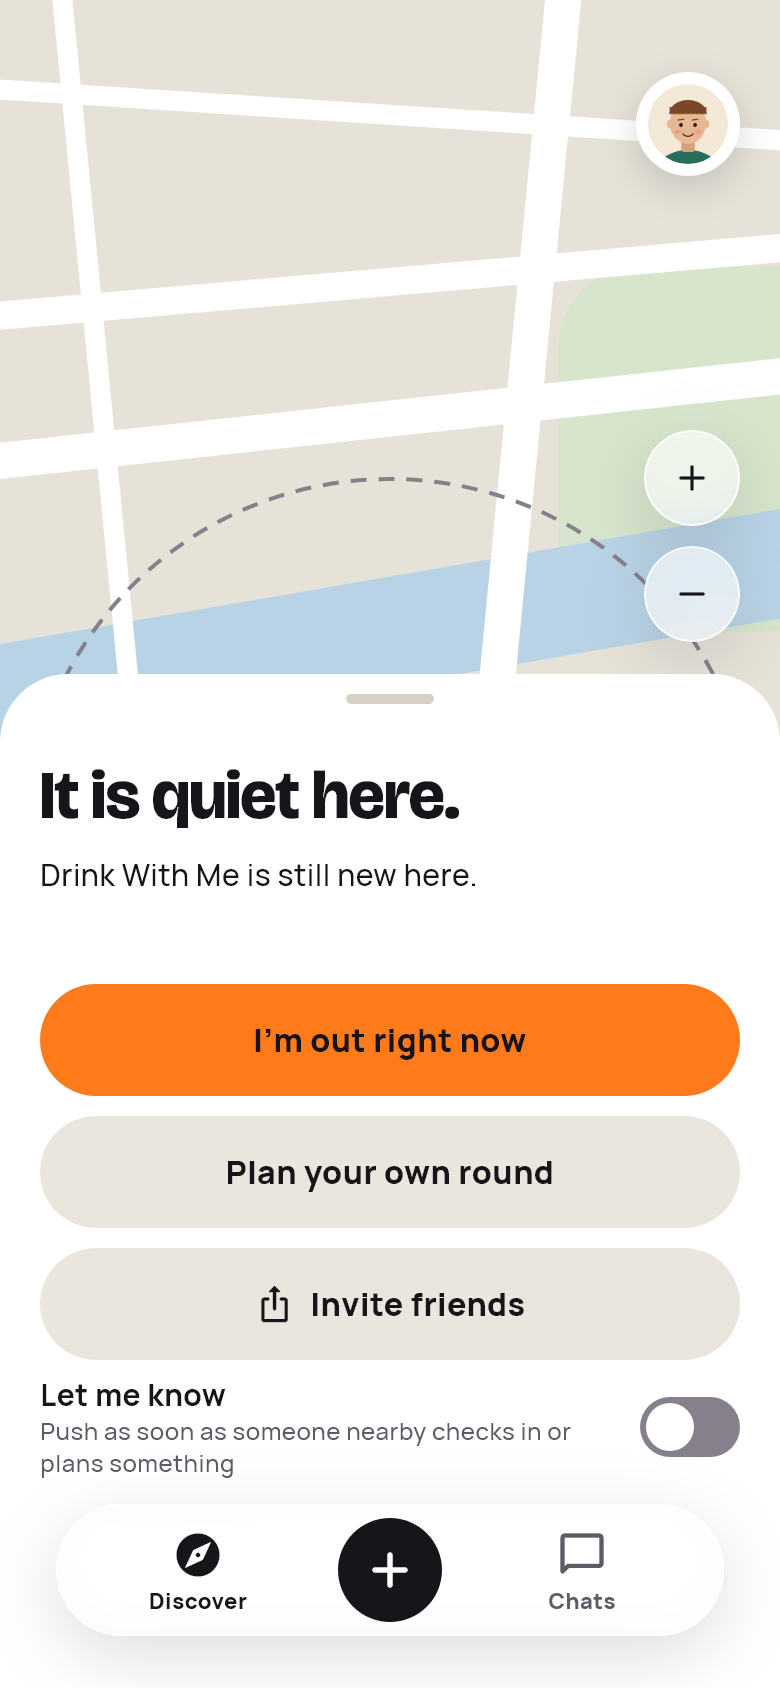 It is quiet here.
Drink With Me is still new here.
I’m out right now
Plan your own round
Invite friends
Let me know
Push as soon as someone nearby checks in or
plans something
Discover
Chats